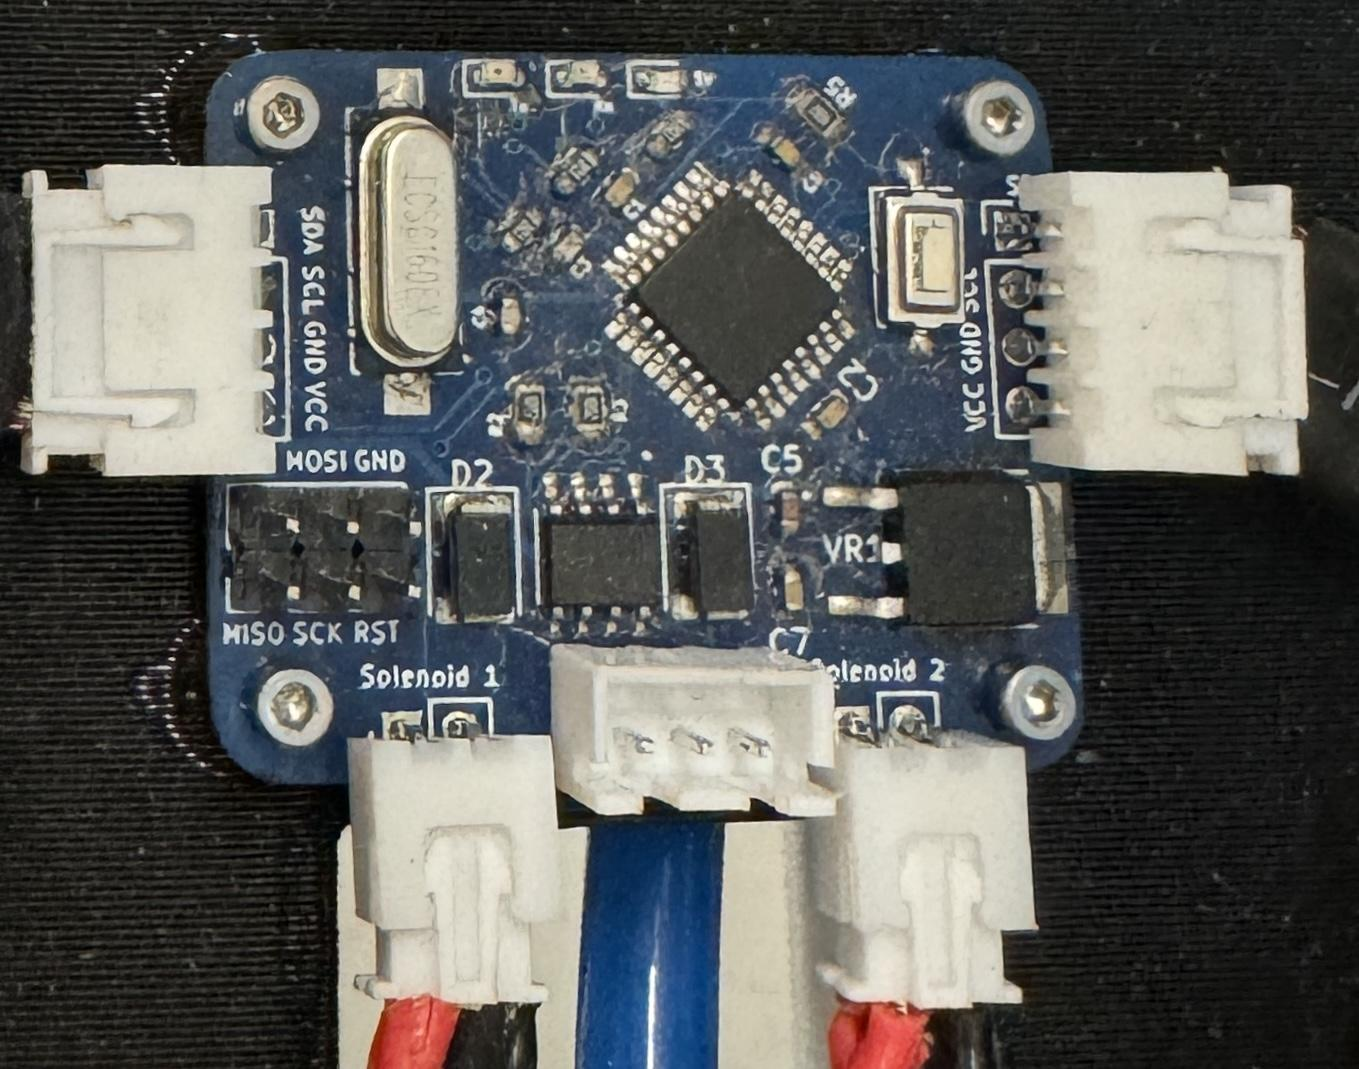 R5
SDA SCL GND VCC
VCC GND SCL
C2
MOSI GND
D2
D3
C5
VR1
MISO SCK RST
C7
Solenoid 1
Solenoid 2